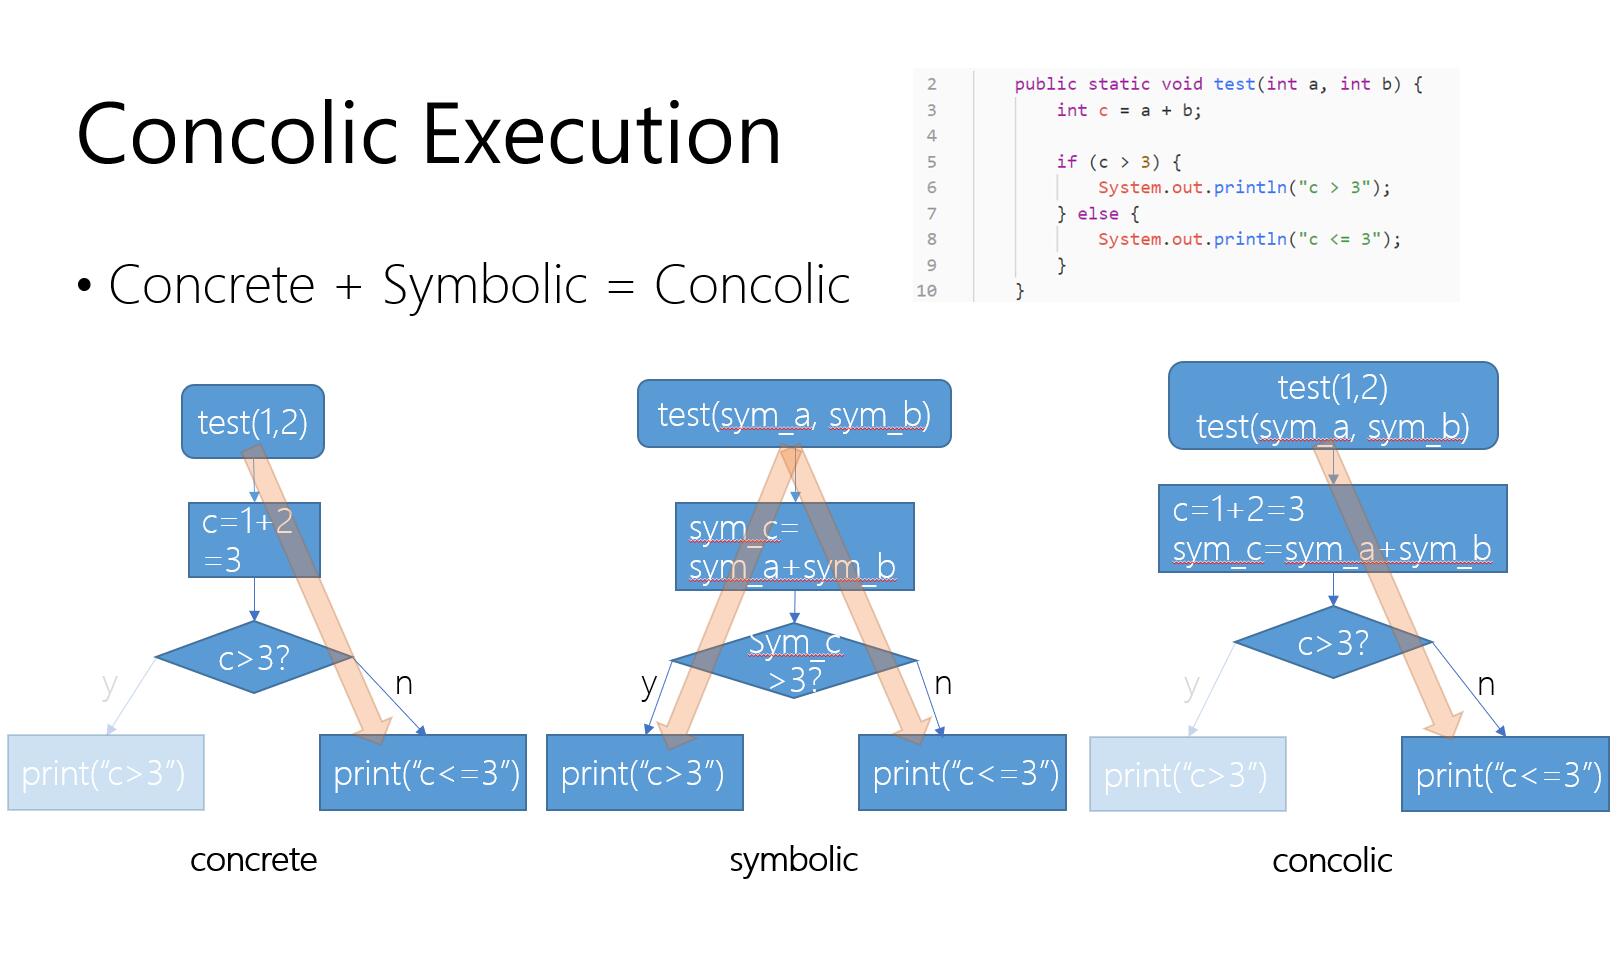 Concolic Execution
• Concrete + Symbolic = Concolic
2 public static void test(int a, int b) {
3 int c = a + b;
4
5 if (c > 3) {
6 System.out.println("c > 3");
7 } else {
8 System.out.println("c <= 3");
9 }
10 }
test(1,2)
c=1+2
=3
c>3?
y
n
print(“c>3”)
print(“c<=3”)
concrete
test(sym_a, sym_b)
sym_c=
sym_a+sym_b
Sym_c
>3?
y
n
print(“c>3”)
print(“c<=3”)
symbolic
test(1,2)
test(sym_a, sym_b)
c=1+2=3
sym_c=sym_a+sym_b
c>3?
y
n
print(“c>3”)
print(“c<=3”)
concolic